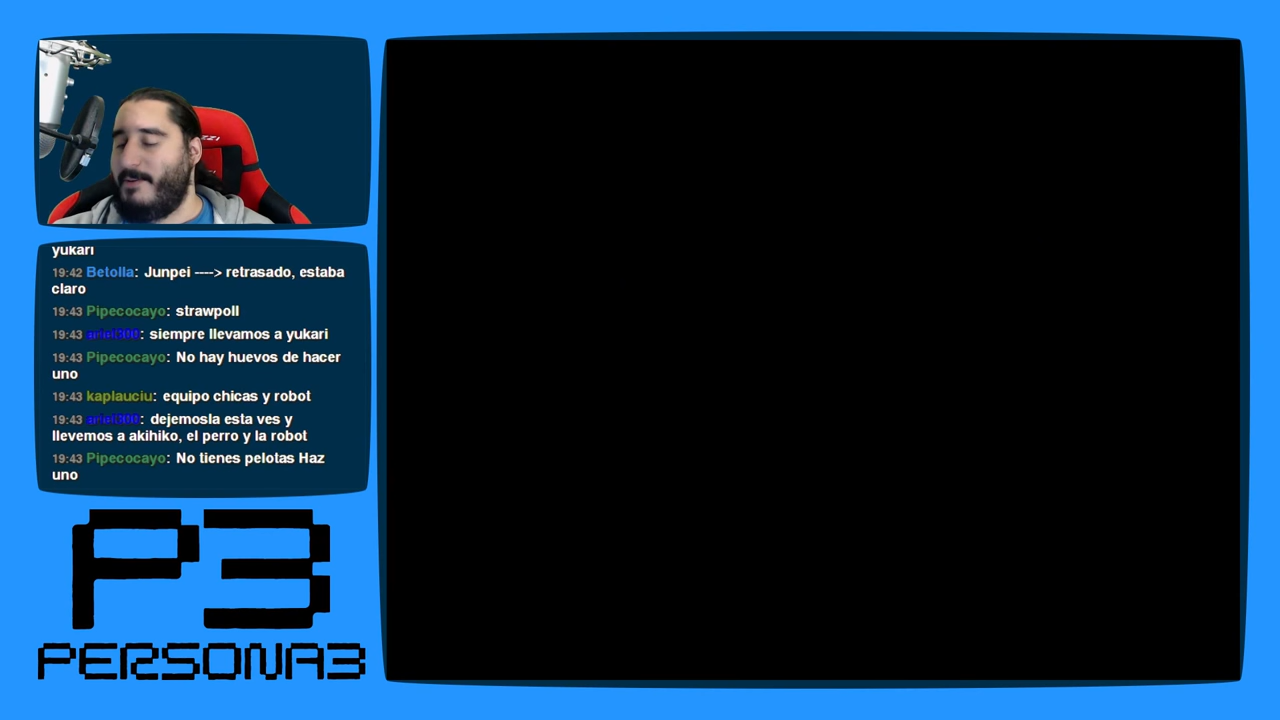 yukari
19:42 Betolla: Junpei ----> retrasado, estaba
claro
19:43 Pipecocayo: strawpoll
19:43 : siempre llevamos a yukari
19:43 Pipecocayo: No hay huevos de hacer
uno
19:43 kaplauciu: equipo chicas y robot
19:43 : dejemosla esta ves y
llevemos a akihiko, el perro y la robot
19:43 Pipecocayo: No tienes pelotas Haz
uno
P3
PERSONA3